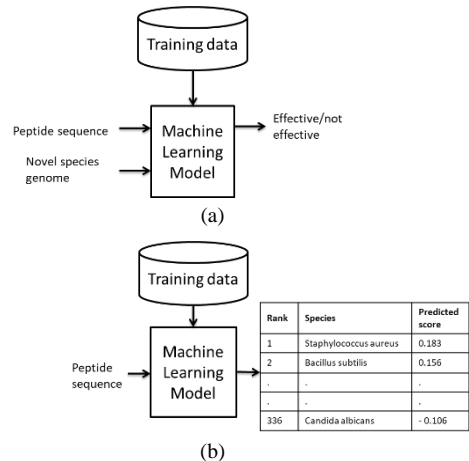 Training data
Peptide sequence
Novel species
genome
Machine
Learning
Model
Effective/not
effective
(a)
Training data
Peptide
sequence
Machine
Learning
Model
Rank Species Predicted score
1 Staphylococcus aureus 0.183
2 Bacillus subtilis 0.156
. . .
. . .
336 Candida albicans - 0.106
(b)